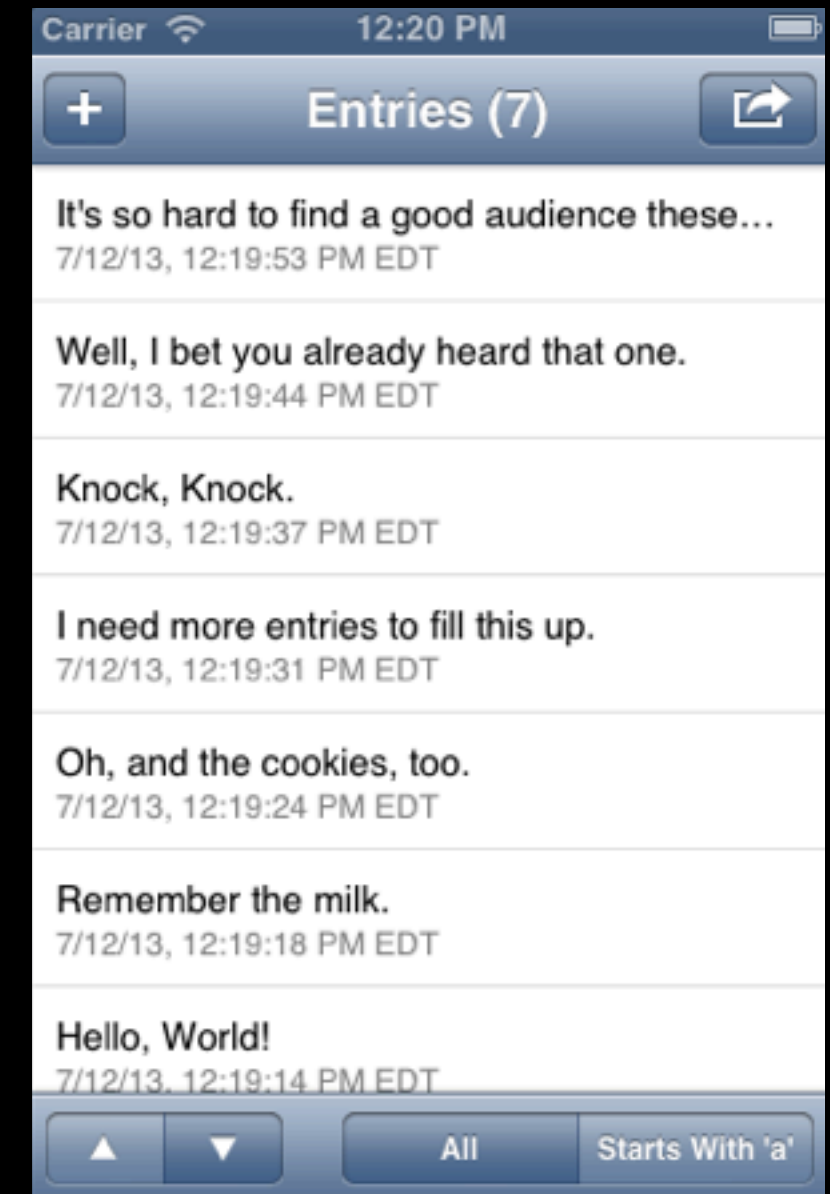 Carrier 12:20 PM
Entries (7)
It's so hard to find a good audience these...
7/12/13, 12:19:53 PM EDT
Well, I bet you already heard that one.
7/12/13, 12:19:44 PM EDT
Knock, Knock.
7/12/13, 12:19:37 PM EDT
I need more entries to fill this up.
7/12/13, 12:19:31 PM EDT
Oh, and the cookies, too.
7/12/13, 12:19:24 PM EDT
Remember the milk.
7/12/13, 12:19:18 PM EDT
Hello, World!
7/12/13, 12:19:14 PM EDT
All Starts With 'a'